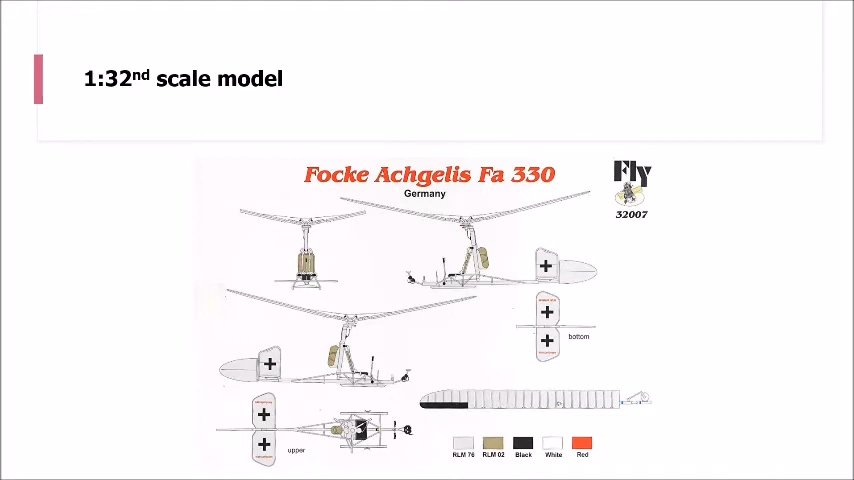 1:32nd scale model
Focke Achgelis Fa 330
Germany
Fly
32007
bottom
upper
RLM 76
RLM 02
Black
White
Red